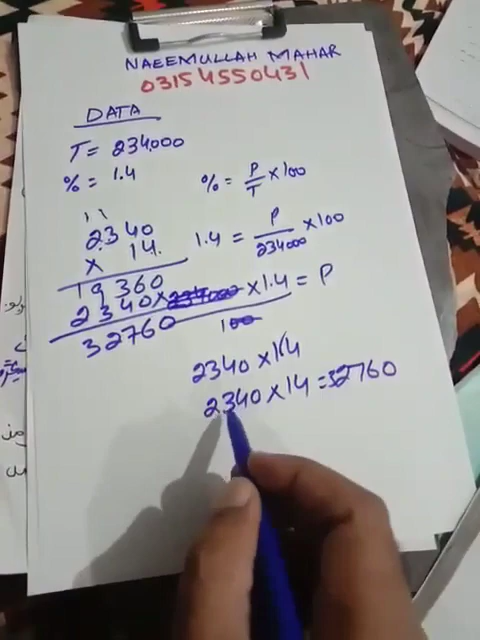 NAEEMULLAH MAHAR
03154550431
DATA
T = 234000
% = 1.4
% = P/T × 100
1.4 = P/234000 × 100
2340
× 14
19360
2340×
32760
234000 × 1.4 = P
100
2340 × 14
2340 × 14 = 32760